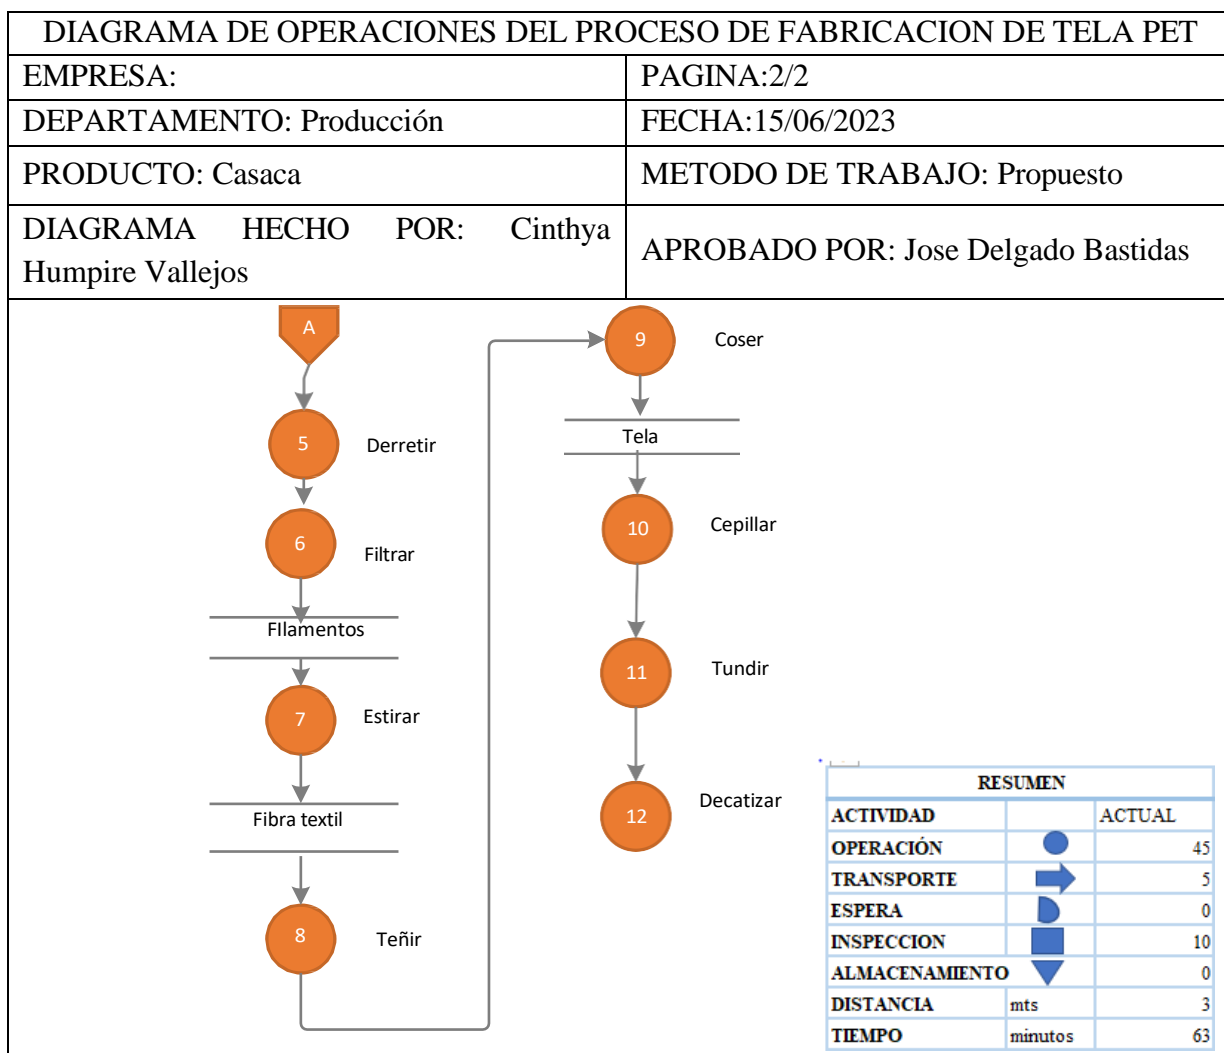 DIAGRAMA DE OPERACIONES DEL PROCESO DE FABRICACION DE TELA PET
EMPRESA:
PAGINA:2/2
DEPARTAMENTO: Producción
FECHA:15/06/2023
PRODUCTO: Casaca
METODO DE TRABAJO: Propuesto
DIAGRAMA HECHO POR: Cinthya
Humpire Vallejos
APROBADO POR: Jose Delgado Bastidas
A
5 Derretir
6 Filtrar
FIlamentos
7 Estirar
Fibra textil
8 Teñir
9 Coser
Tela
10 Cepillar
11 Tundir
12 Decatizar
RESUMEN
ACTIVIDAD ACTUAL
OPERACIÓN 45
TRANSPORTE 5
ESPERA 0
INSPECCION 10
ALMACENAMIENTO 0
DISTANCIA mts 3
TIEMPO minutos 63